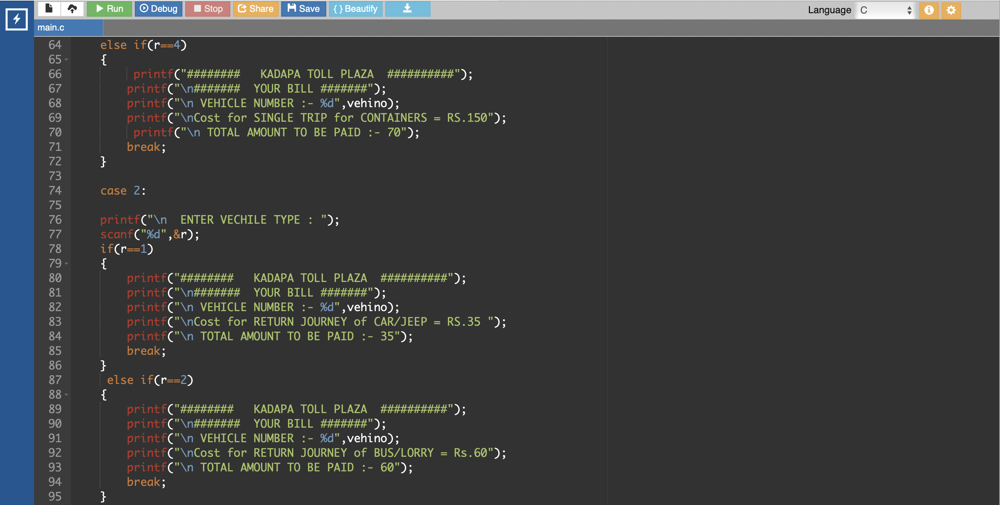 Run Debug Stop Share Save { } Beautify Language C
main.c
64 else if(r==4)
65 {
66 printf("########   KADAPA TOLL PLAZA  ##########");
67 printf("\n#######  YOUR BILL #######");
68 printf("\n VEHICLE NUMBER :- %d",vehino);
69 printf("\nCost for SINGLE TRIP for CONTAINERS = RS.150");
70 printf("\n TOTAL AMOUNT TO BE PAID :- 70");
71 break;
72 }
73
74 case 2:
75
76 printf("\n  ENTER VECHILE TYPE : ");
77 scanf("%d",&r);
78 if(r==1)
79 {
80 printf("########   KADAPA TOLL PLAZA  ##########");
81 printf("\n#######  YOUR BILL #######");
82 printf("\n VEHICLE NUMBER :- %d",vehino);
83 printf("\nCost for RETURN JOURNEY of CAR/JEEP = RS.35 ");
84 printf("\n TOTAL AMOUNT TO BE PAID :- 35");
85 break;
86 }
87 else if(r==2)
88 {
89 printf("########   KADAPA TOLL PLAZA  ##########");
90 printf("\n#######  YOUR BILL #######");
91 printf("\n VEHICLE NUMBER :- %d",vehino);
92 printf("\nCost for RETURN JOURNEY of BUS/LORRY = Rs.60");
93 printf("\n TOTAL AMOUNT TO BE PAID :- 60");
94 break;
95 }